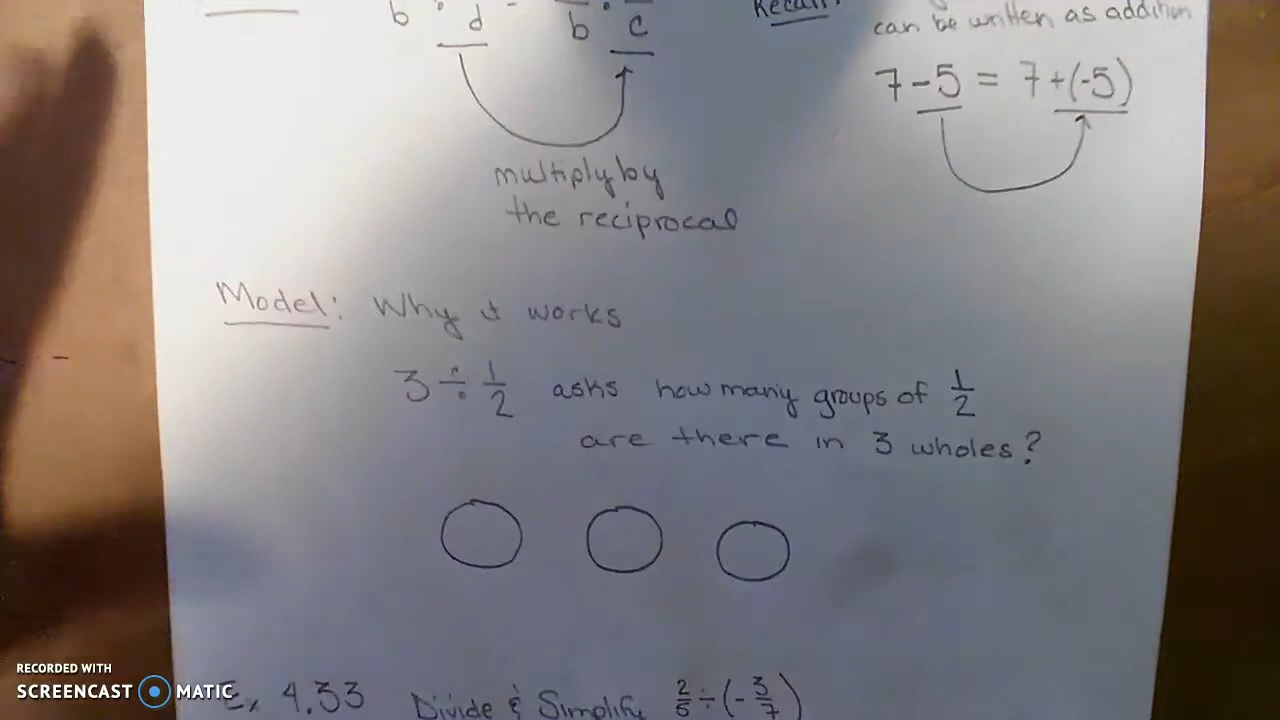 b ÷ d = b · c
Recall:
can be written as addition
7 - 5 = 7 + (-5)
multiply by
the reciprocal
Model: Why it works
3 ÷ 1/2 asks how many groups of 1/2
are there in 3 wholes?
RECORDED WITH
SCREENCAST MATIC
Ex 4.33 Divide & Simplify 2/5 ÷ (-3/7)